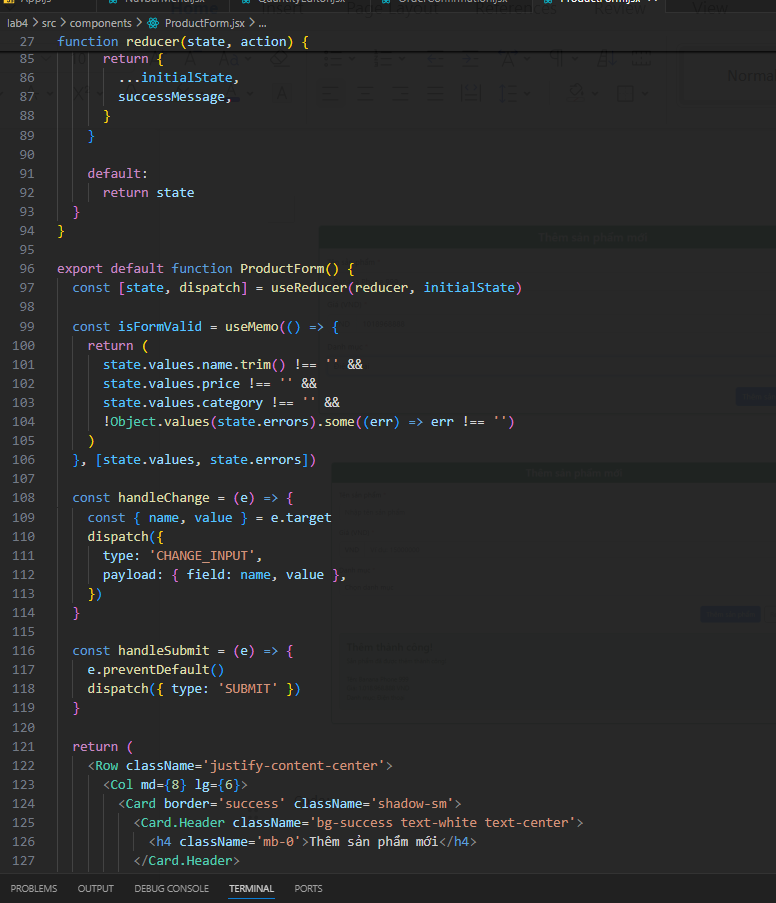 lab4 > src > components > ProductForm.jsx > ...
27 function reducer(state, action) {
85 return {
86 ...initialState,
87 successMessage,
88 }
89 }
90
91 default:
92 return state
93 }
94 }
95
96 export default function ProductForm() {
97 const [state, dispatch] = useReducer(reducer, initialState)
98
99 const isFormValid = useMemo(() => {
100 return (
101 state.values.name.trim() !== '' &&
102 state.values.price !== '' &&
103 state.values.category !== '' &&
104 !Object.values(state.errors).some((err) => err !== '')
105 )
106 }, [state.values, state.errors])
107
108 const handleChange = (e) => {
109 const { name, value } = e.target
110 dispatch({
111 type: 'CHANGE_INPUT',
112 payload: { field: name, value },
113 })
114 }
115
116 const handleSubmit = (e) => {
117 e.preventDefault()
118 dispatch({ type: 'SUBMIT' })
119 }
120
121 return (
122 <Row className='justify-content-center'>
123 <Col md={8} lg={6}>
124 <Card border='success' className='shadow-sm'>
125 <Card.Header className='bg-success text-white text-center'>
126 <h4 className='mb-0'>Thêm sản phẩm mới</h4>
127 </Card.Header>
PROBLEMS OUTPUT DEBUG CONSOLE TERMINAL PORTS